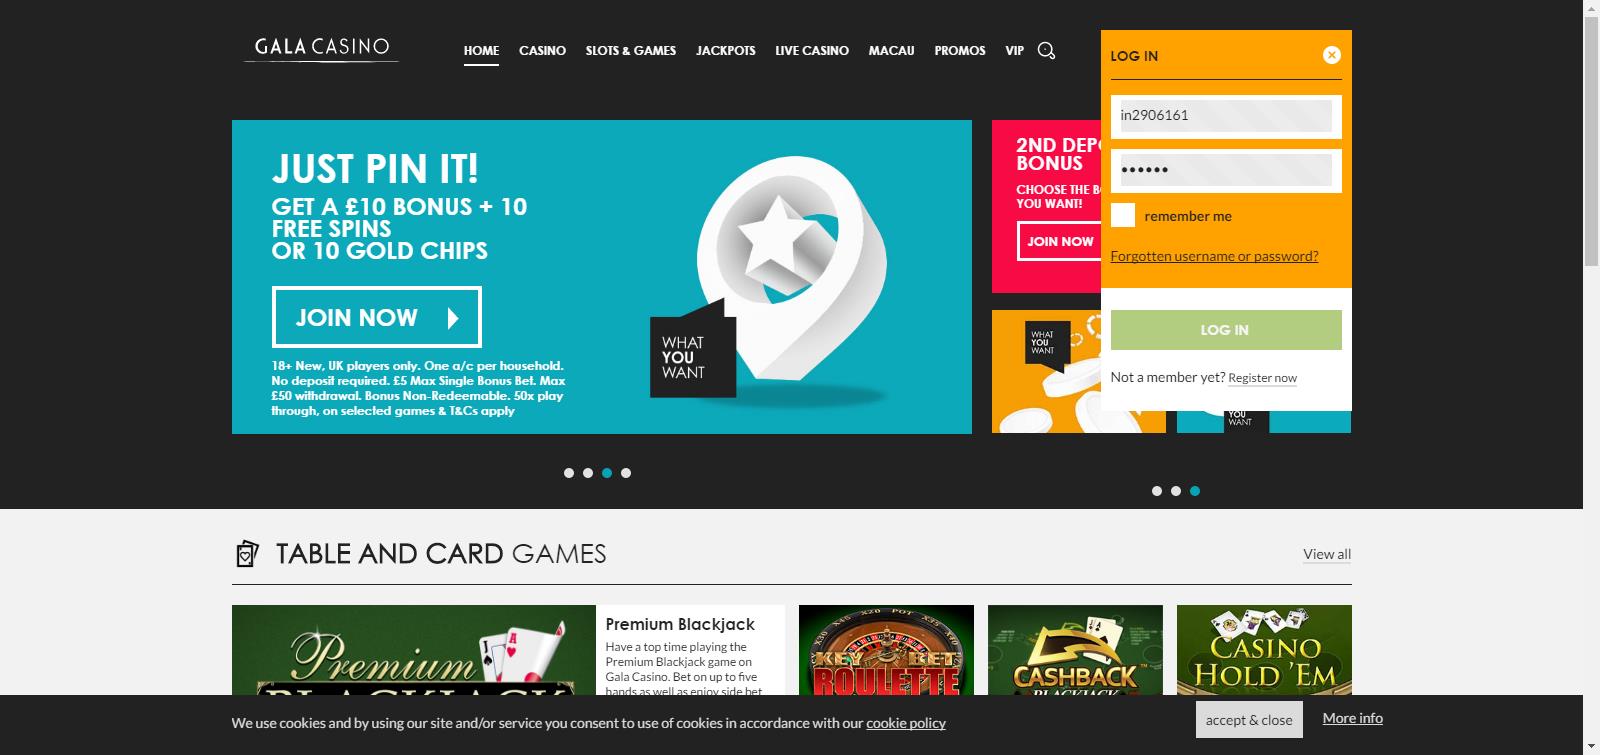 GALA CASINO
HOME CASINO SLOTS & GAMES JACKPOTS LIVE CASINO MACAU PROMOS VIP
LOG IN
in2906161
••••••
remember me
Forgotten username or password?
LOG IN
Not a member yet? Register now
JUST PIN IT!
GET A £10 BONUS + 10
FREE SPINS
OR 10 GOLD CHIPS
JOIN NOW
18+ New, UK players only. One a/c per household.
No deposit required. £5 Max Single Bonus Bet. Max
£50 withdrawal. Bonus Non-Redeemable. 50x play
through, on selected games & T&Cs apply
WHAT
YOU
WANT
2ND DEP
BONUS
CHOOSE THE B
YOU WANT!
JOIN NOW
WHAT
YOU
WANT
YOU
WANT
TABLE AND CARD GAMES
View all
Premium
BLACKJACK
Premium Blackjack
Have a top time playing the
Premium Blackjack game on
Gala Casino. Bet on up to five
hands as well as enjoy side bet
X30 X45 X20 POT X35 X30
KEY BET
ROULETTE
CASHBACK™
BLACKJACK
CASINO
HOLD 'EM
We use cookies and by using our site and/or service you consent to use of cookies in accordance with our cookie policy
accept & close
More info